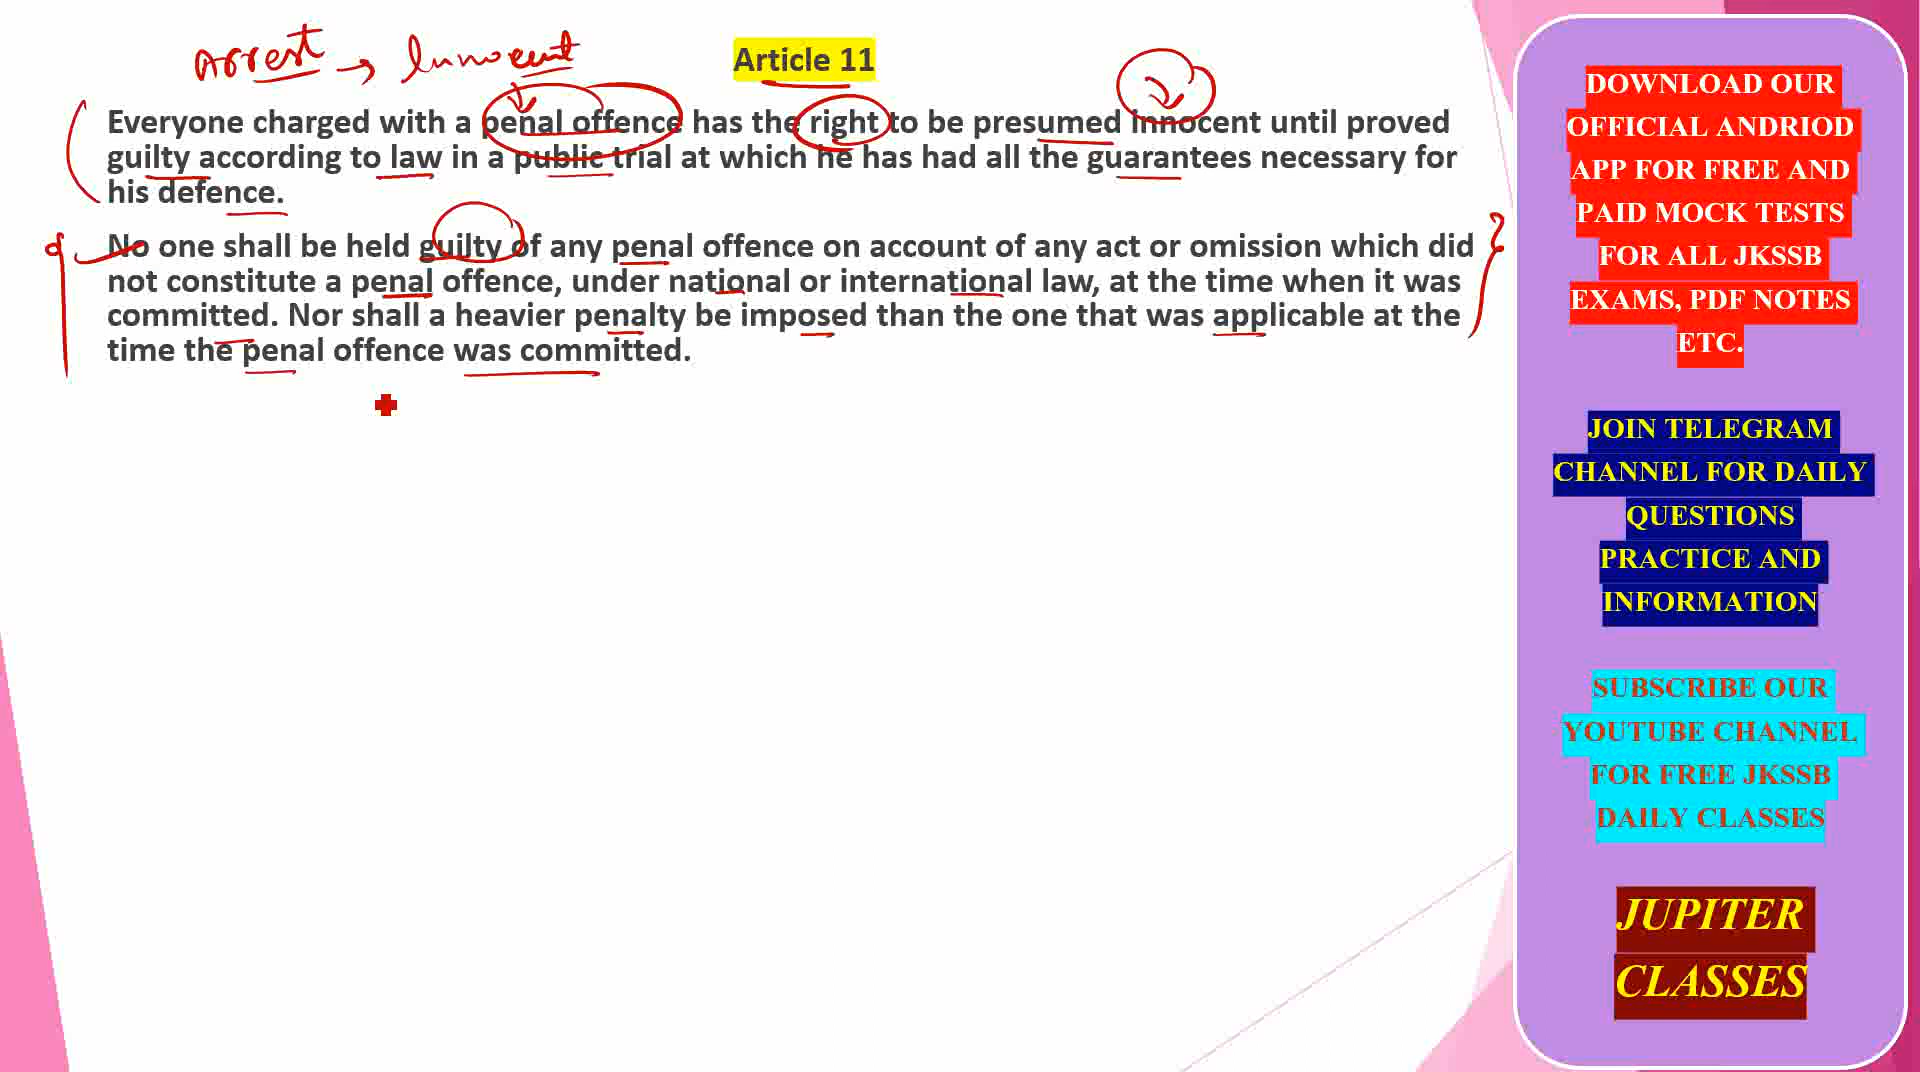 Arrest → Innocent
Article 11
Everyone charged with a penal offence has the right to be presumed innocent until proved
guilty according to law in a public trial at which he has had all the guarantees necessary for
his defence.
No one shall be held guilty of any penal offence on account of any act or omission which did
not constitute a penal offence, under national or international law, at the time when it was
committed. Nor shall a heavier penalty be imposed than the one that was applicable at the
time the penal offence was committed.
DOWNLOAD OUR
OFFICIAL ANDRIOD
APP FOR FREE AND
PAID MOCK TESTS
FOR ALL JKSSB
EXAMS, PDF NOTES
ETC.
JOIN TELEGRAM
CHANNEL FOR DAILY
QUESTIONS
PRACTICE AND
INFORMATION
SUBSCRIBE OUR
YOUTUBE CHANNEL
FOR FREE JKSSB
DAILY CLASSES
JUPITER
CLASSES